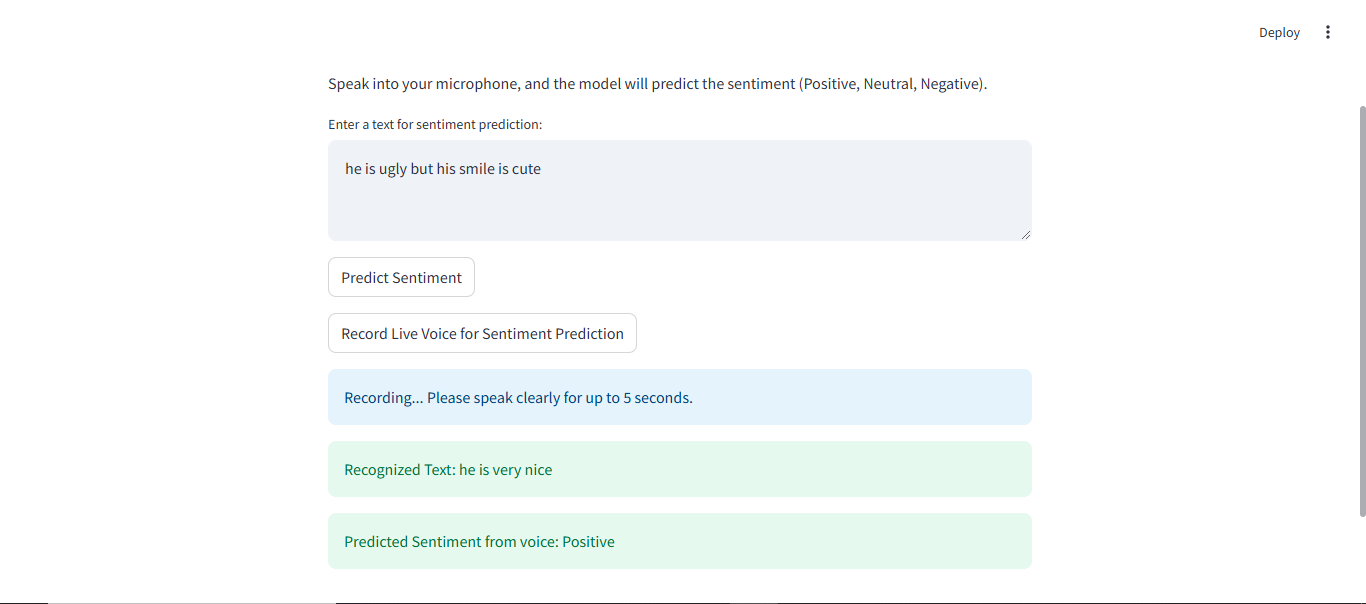 Deploy
Speak into your microphone, and the model will predict the sentiment (Positive, Neutral, Negative).
Enter a text for sentiment prediction:
he is ugly but his smile is cute
Predict Sentiment
Record Live Voice for Sentiment Prediction
Recording... Please speak clearly for up to 5 seconds.
Recognized Text: he is very nice
Predicted Sentiment from voice: Positive